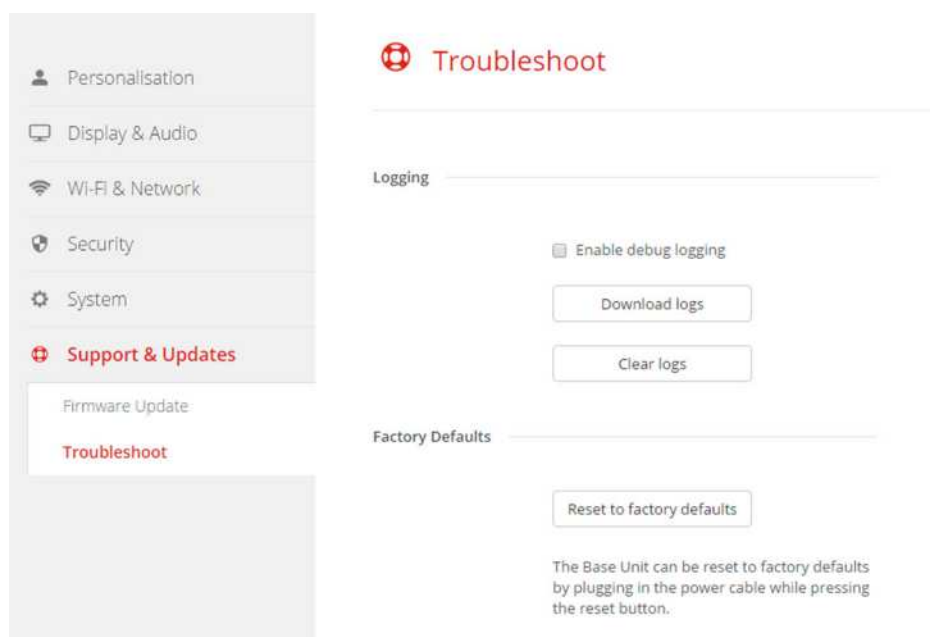 Personalisation
Display & Audio
Wi-Fi & Network
Security
System
Support & Updates
Firmware Update
Troubleshoot
Troubleshoot
Logging
Enable debug logging
Download logs
Clear logs
Factory Defaults
Reset to factory defaults
The Base Unit can be reset to factory defaults
by plugging in the power cable while pressing
the reset button.